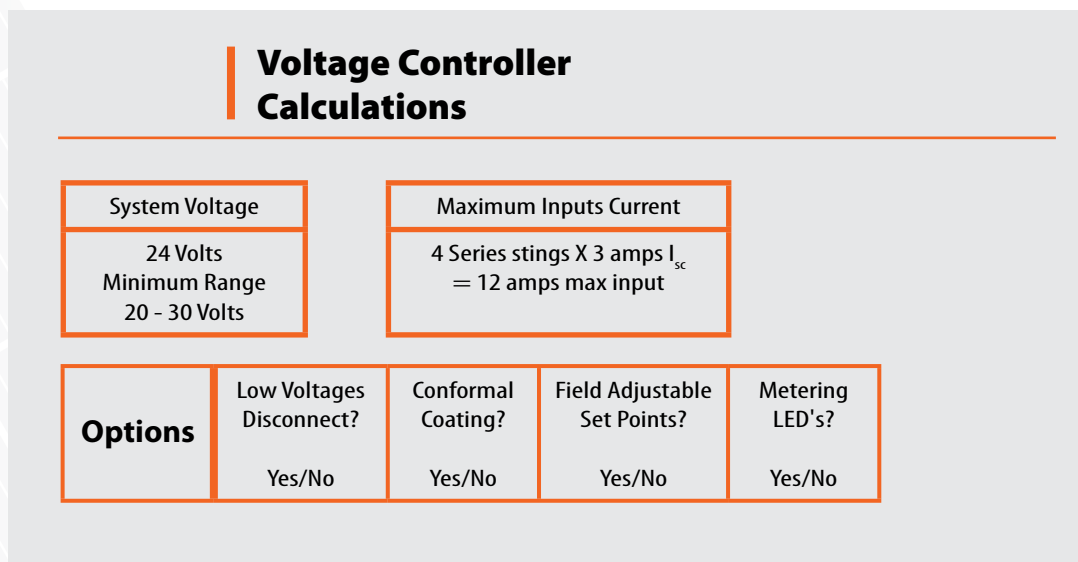 Voltage Controller
Calculations
System Voltage
24 Volts
Minimum Range
20 - 30 Volts
Maximum Inputs Current
4 Series stings X 3 amps Isc
= 12 amps max input
Options
Low Voltages
Disconnect?
Yes/No
Conformal
Coating?
Yes/No
Field Adjustable
Set Points?
Yes/No
Metering
LED's?
Yes/No